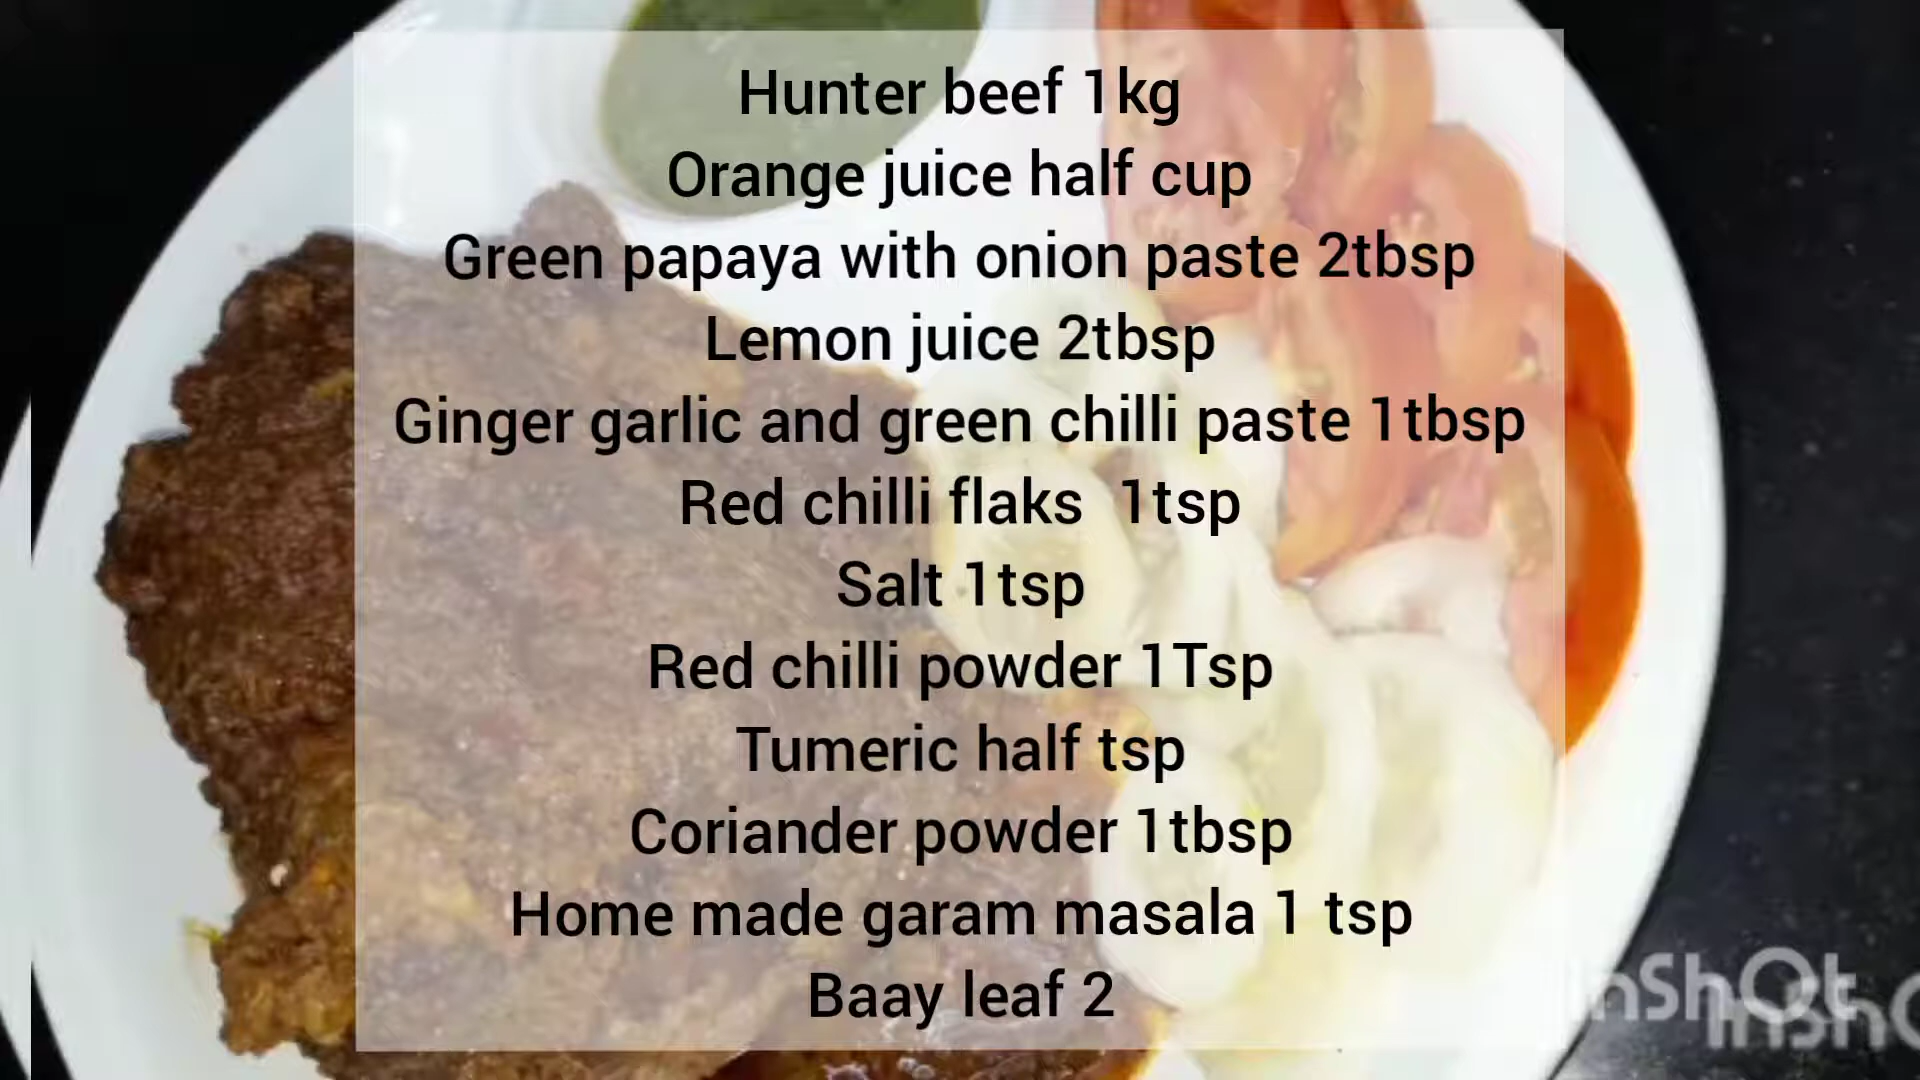 Hunter beef 1kg
Orange juice half cup
Green papaya with onion paste 2tbsp
Lemon juice 2tbsp
Ginger garlic and green chilli paste 1tbsp
Red chilli flaks  1tsp
Salt 1tsp
Red chilli powder 1Tsp
Tumeric half tsp
Coriander powder 1tbsp
Home made garam masala 1 tsp
Baay leaf 2
InShOt
InShO